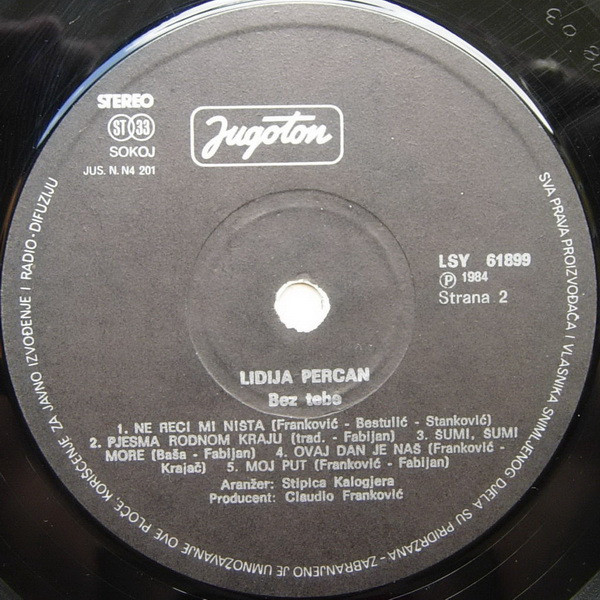 STEREO
ST 33
SOKOJ
JUS. N. N4 201
Jugoton
LSY 61899
Ⓟ 1984
Strana 2
LIDIJA PERCAN
Bez tebe
1. NE RECI MI NIŠTA (Franković - Bestulić - Stanković)
2. PJESMA RODNOM KRAJU (trad. - Fabijan) 3. ŠUMI, ŠUMI
MORE (Baša - Fabijan) 4. OVAJ DAN JE NAŠ (Franković -
Krajač) 5. MOJ PUT (Franković - Fabijan)
Aranžer: Stipica Kalogjera
Producent: Claudio Franković
SVA PRAVA PROIZVOĐAČA I VLASNIKA SNIMLJENOG DJELA SU PRIDRŽANA - ZABRANJENO JE UMNOŽAVANJE OVE PLOČE, KORIŠĆENJE ZA JAVNO IZVOĐENJE I RADIO-DIFUZIJU